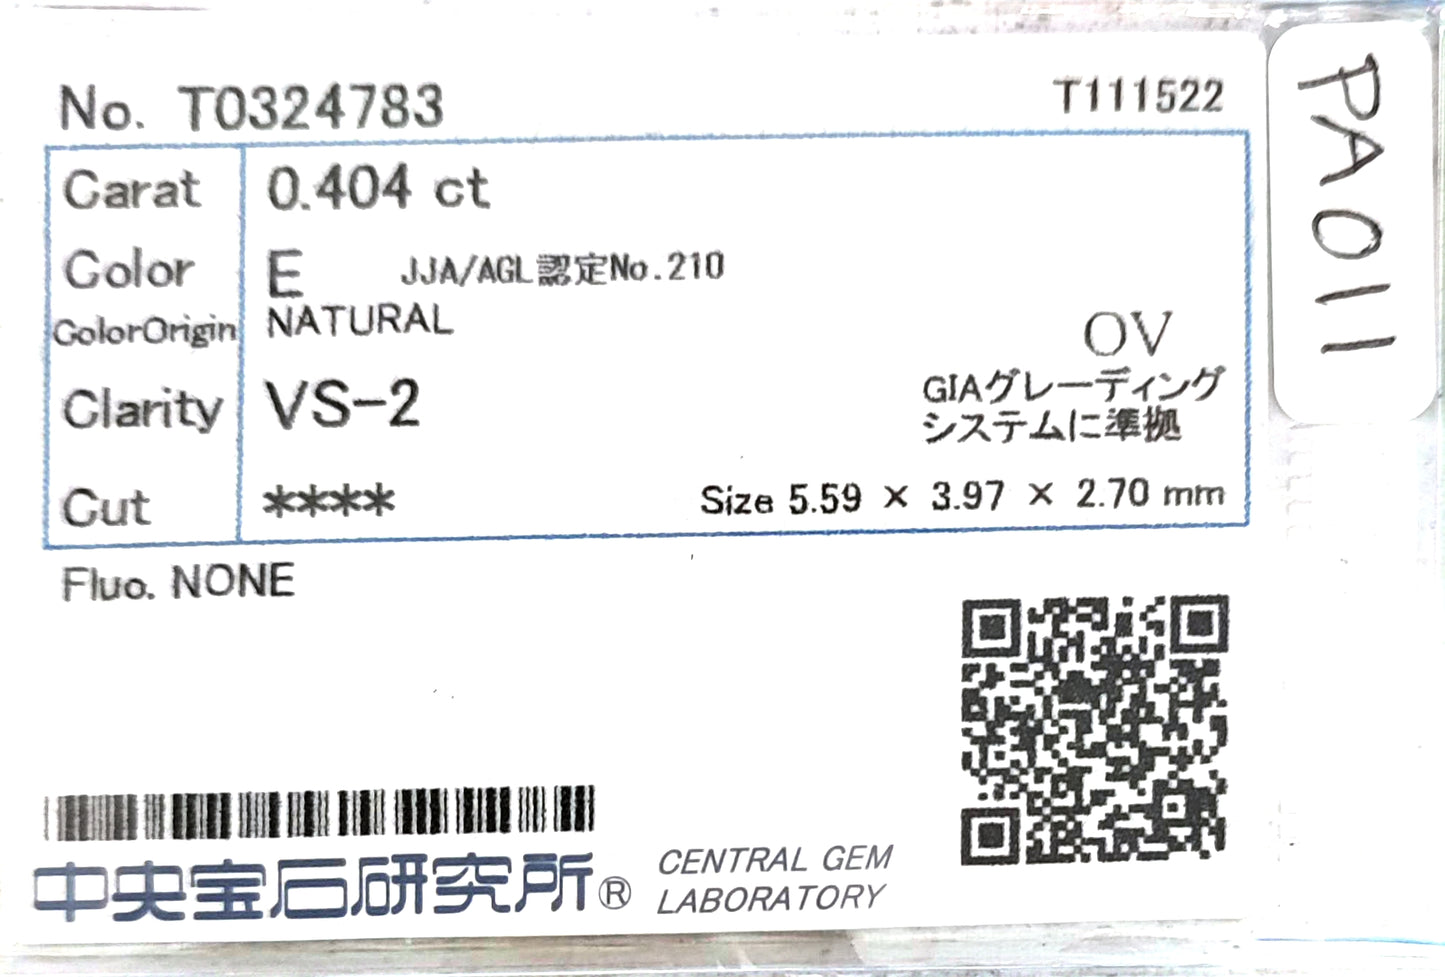 No. T0324783
T111522
PA011
Carat 0.404 ct
Color E JJA/AGL認定No.210
ColorOrigin NATURAL
OV
Clarity VS-2
GIAグレーディング
システムに準拠
Cut ****
Size 5.59 × 3.97 × 2.70 mm
Fluo. NONE
中央宝石研究所®
CENTRAL GEM
LABORATORY